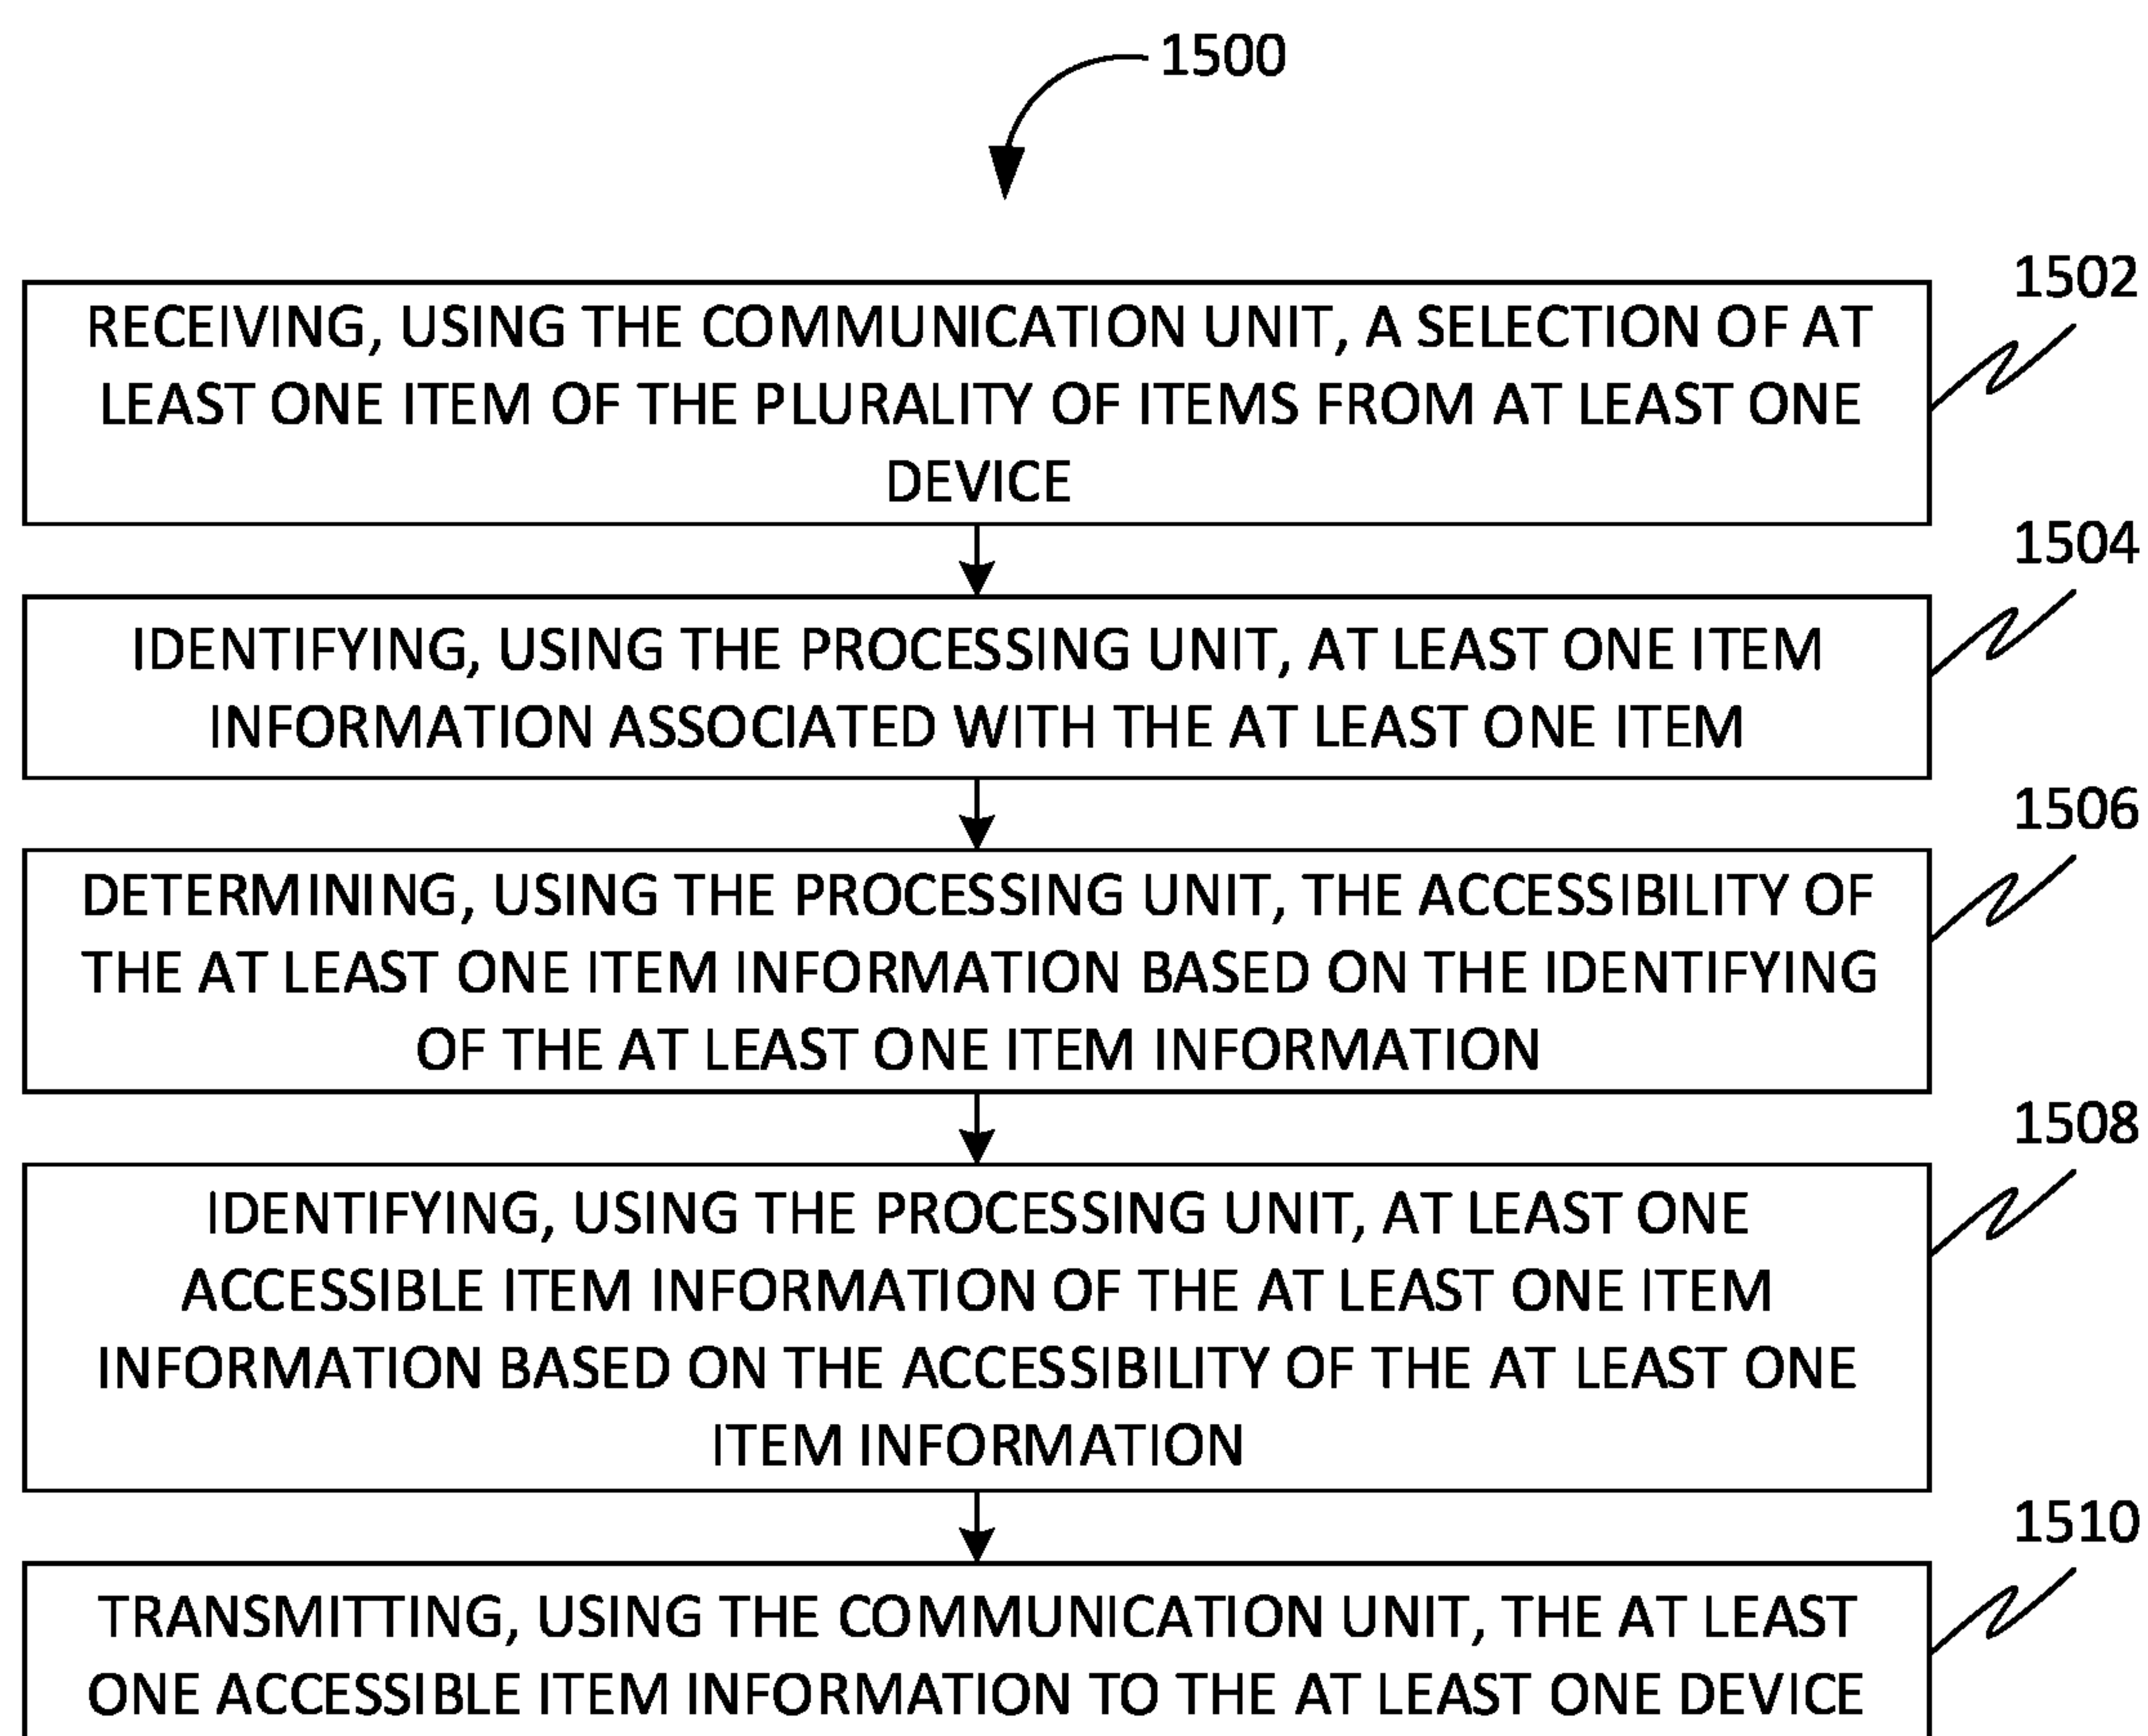 1500
1502
RECEIVING, USING THE COMMUNICATION UNIT, A SELECTION OF AT
LEAST ONE ITEM OF THE PLURALITY OF ITEMS FROM AT LEAST ONE
DEVICE
1504
IDENTIFYING, USING THE PROCESSING UNIT, AT LEAST ONE ITEM
INFORMATION ASSOCIATED WITH THE AT LEAST ONE ITEM
1506
DETERMINING, USING THE PROCESSING UNIT, THE ACCESSIBILITY OF
THE AT LEAST ONE ITEM INFORMATION BASED ON THE IDENTIFYING
OF THE AT LEAST ONE ITEM INFORMATION
1508
IDENTIFYING, USING THE PROCESSING UNIT, AT LEAST ONE
ACCESSIBLE ITEM INFORMATION OF THE AT LEAST ONE ITEM
INFORMATION BASED ON THE ACCESSIBILITY OF THE AT LEAST ONE
ITEM INFORMATION
1510
TRANSMITTING, USING THE COMMUNICATION UNIT, THE AT LEAST
ONE ACCESSIBLE ITEM INFORMATION TO THE AT LEAST ONE DEVICE